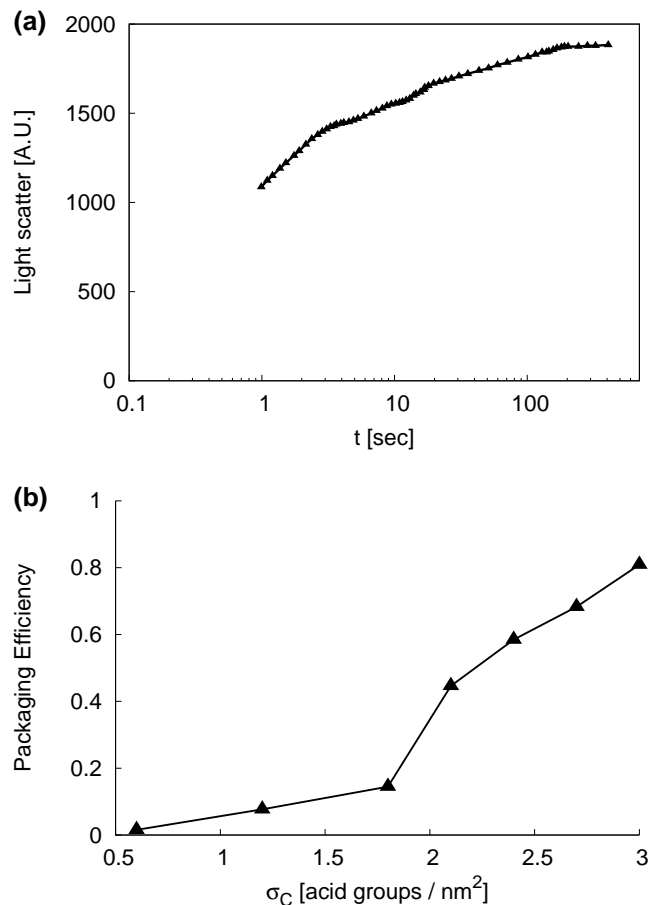 (a)
2000
1500
1000
500
0
Light scatter [A.U.]
0.1 1 10 100
t [sec]
(b)
1
0.8
0.6
0.4
0.2
0
Packaging Efficiency
0.5 1 1.5 2 2.5 3
σC [acid groups / nm²]